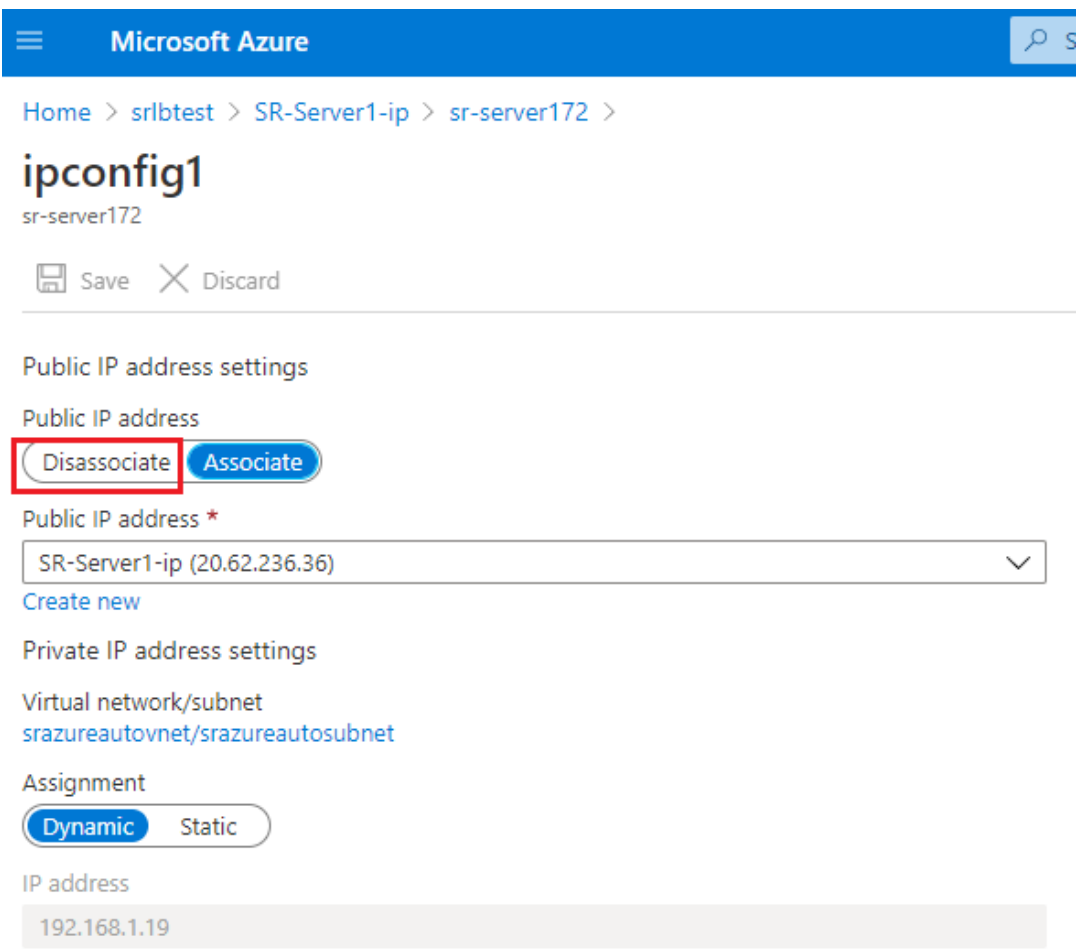 Microsoft Azure
Home > srlbtest > SR-Server1-ip > sr-server172 >
ipconfig1
sr-server172
Save Discard
Public IP address settings
Public IP address
Disassociate Associate
Public IP address *
SR-Server1-ip (20.62.236.36)
Create new
Private IP address settings
Virtual network/subnet
srazureautovnet/srazureautosubnet
Assignment
Dynamic Static
IP address
192.168.1.19